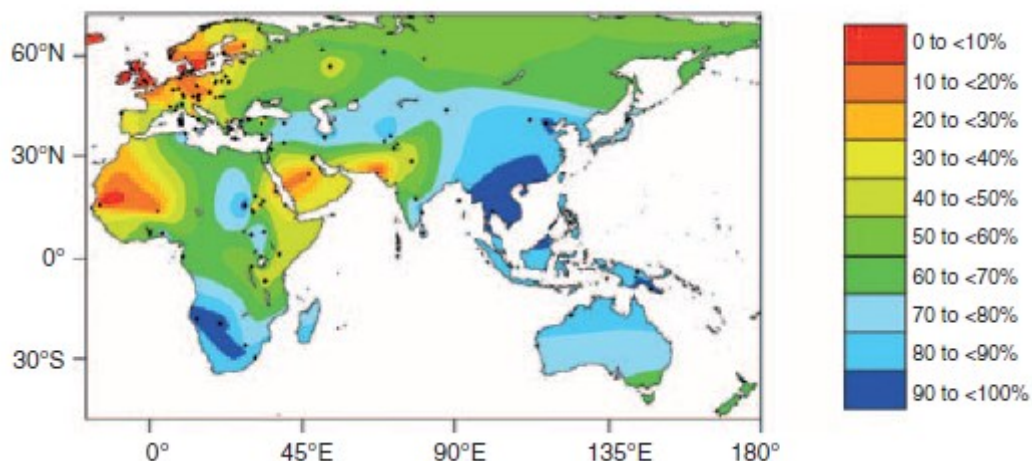 60°N
30°N
0°
30°S
0°
45°E
90°E
135°E
180°
0 to <10%
10 to <20%
20 to <30%
30 to <40%
40 to <50%
50 to <60%
60 to <70%
70 to <80%
80 to <90%
90 to <100%